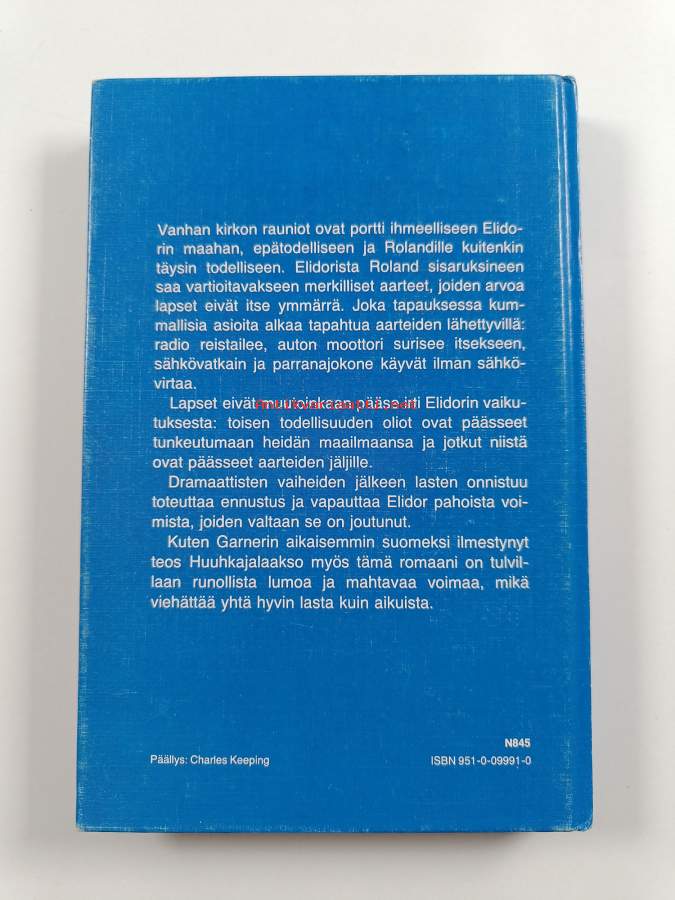 Vanhan kirkon rauniot ovat portti ihmeelliseen Elido-
rin maahan, epätodelliseen ja Rolandille kuitenkin
täysin todelliseen. Elidorista Roland sisaruksineen
saa vartioitavakseen merkilliset aarteet, joiden arvoa
lapset eivät itse ymmärrä. Joka tapauksessa kum-
mallisia asioita alkaa tapahtua aarteiden lähettyvillä:
radio reistailee, auton moottori surisee itsekseen,
sähkövatkain ja parranajokone käyvät ilman sähkö-
virtaa.
Lapset eivät muutoinkaan pääse irti Elidorin vaiku-
tuksesta: toisen todellisuuden oliot ovat päässeet
tunkeutumaan heidän maailmaansa ja jotkut niistä
ovat päässeet aarteiden jäljille.
Dramaattisten vaiheiden jälkeen lasten onnistuu
toteuttaa ennustus ja vapauttaa Elidor pahoista voi-
mista, joiden valtaan se on joutunut.
Kuten Garnerin aikaisemmin suomeksi ilmestynyt
teos Huuhkajalaakso myös tämä romaani on tulvil-
laan runollista lumoa ja mahtavaa voimaa, mikä
viehättää yhtä hyvin lasta kuin aikuista.
N845
Päällys: Charles Keeping ISBN 951-0-09991-0